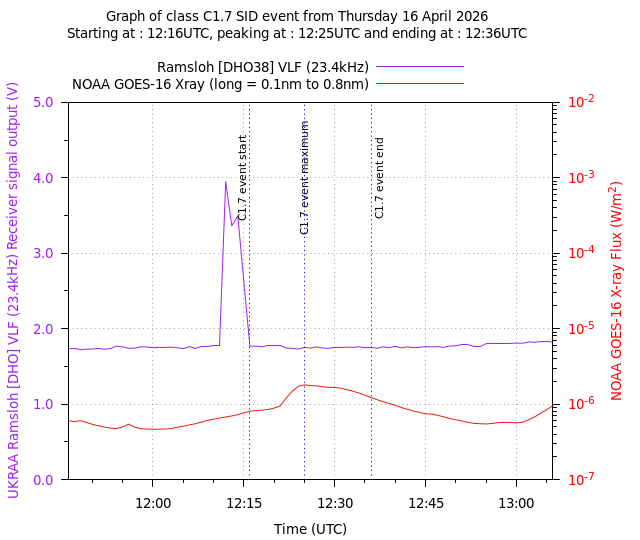 Graph of class C1.7 SID event from Thursday 16 April 2026
Starting at : 12:16UTC, peaking at : 12:25UTC and ending at : 12:36UTC
Ramsloh [DHO38] VLF (23.4kHz)
NOAA GOES-16 Xray (long = 0.1nm to 0.8nm)
UKRAA Ramsloh [DHO] VLF (23.4kHz) Receiver signal output (V)
5.0
4.0
3.0
2.0
1.0
0.0
C1.7 event start
C1.7 event maximum
C1.7 event end
10-2
10-3
10-4
10-5
10-6
10-7
NOAA GOES-16 X-ray Flux (W/m2)
12:00 12:15 12:30 12:45 13:00
Time (UTC)